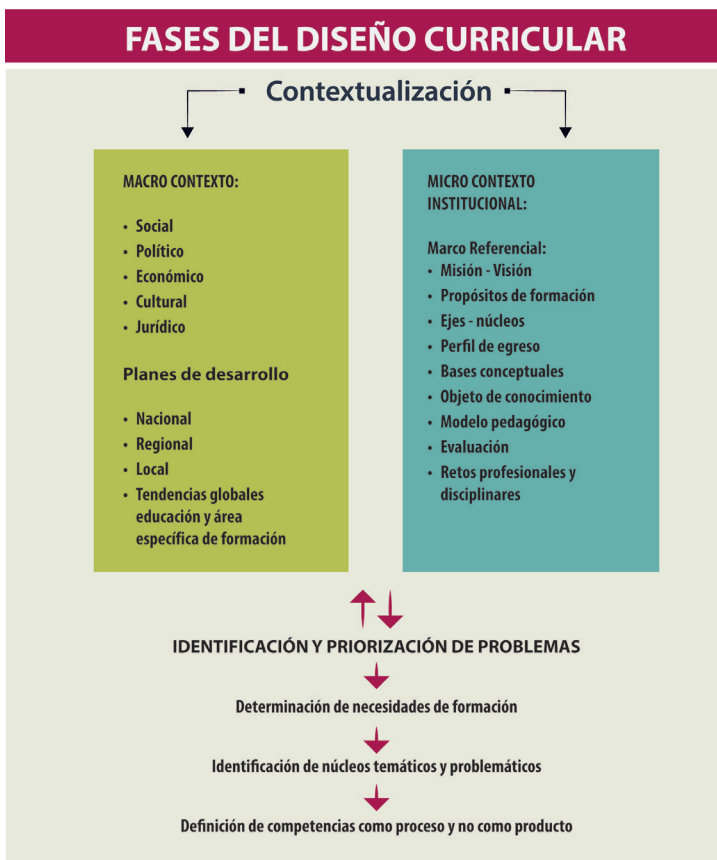 FASES DEL DISEÑO CURRICULAR
Contextualización
MACRO CONTEXTO:
• Social
• Político
• Económico
• Cultural
• Jurídico
Planes de desarrollo
• Nacional
• Regional
• Local
• Tendencias globales
educación y área
específica de formación
MICRO CONTEXTO
INSTITUCIONAL:
Marco Referencial:
• Misión - Visión
• Propósitos de formación
• Ejes - núcleos
• Perfil de egreso
• Bases conceptuales
• Objeto de conocimiento
• Modelo pedagógico
• Evaluación
• Retos profesionales y
disciplinares
IDENTIFICACIÓN Y PRIORIZACIÓN DE PROBLEMAS
Determinación de necesidades de formación
Identificación de núcleos temáticos y problemáticos
Definición de competencias como proceso y no como producto